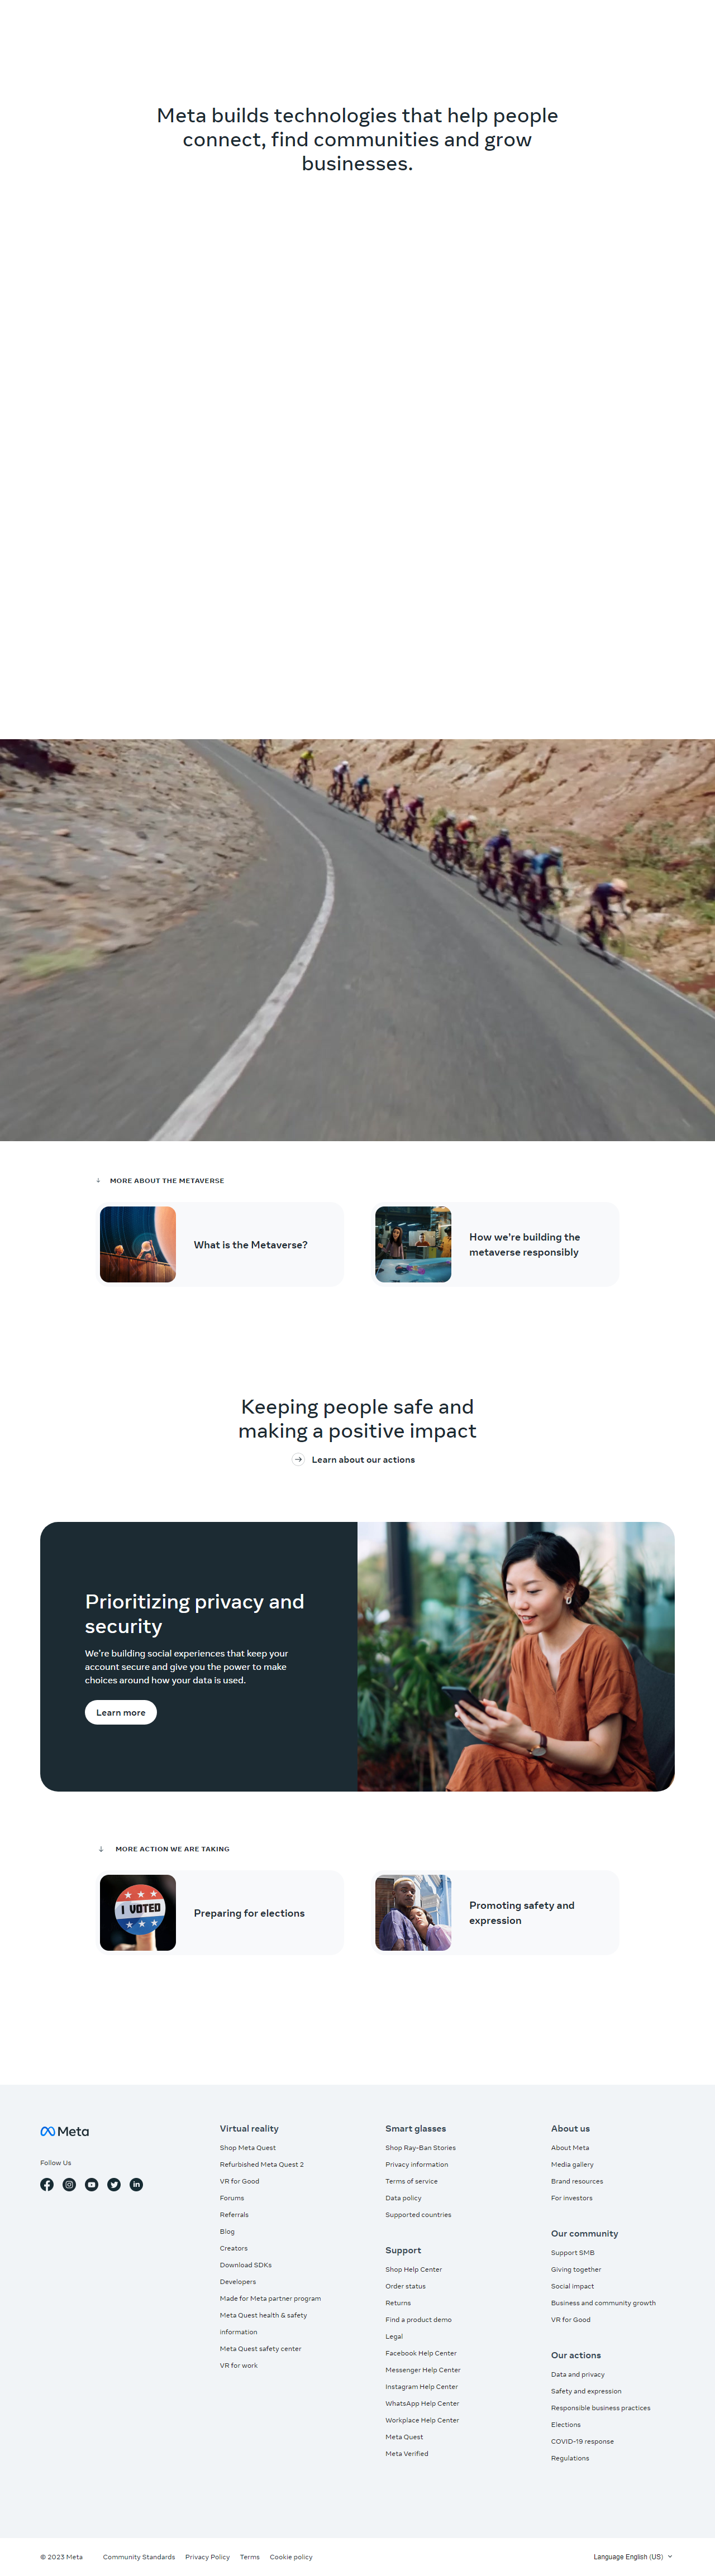 Meta builds technologies that help people
connect, find communities and grow
businesses.
MORE ABOUT THE METAVERSE
What is the Metaverse?
How we're building the
metaverse responsibly
Keeping people safe and
making a positive impact
Learn about our actions
Prioritizing privacy and
security
We're building social experiences that keep your
account secure and give you the power to make
choices around how your data is used.
Learn more
MORE ACTION WE ARE TAKING
I VOTED
Preparing for elections
Promoting safety and
expression
Meta
Follow Us
Virtual reality
Shop Meta Quest
Refurbished Meta Quest 2
VR for Good
Forums
Referrals
Blog
Creators
Download SDKs
Developers
Made for Meta partner program
Meta Quest health & safety
information
Meta Quest safety center
VR for work
Smart glasses
Shop Ray-Ban Stories
Privacy information
Terms of service
Data policy
Supported countries
Support
Shop Help Center
Order status
Returns
Find a product demo
Legal
Facebook Help Center
Messenger Help Center
Instagram Help Center
WhatsApp Help Center
Workplace Help Center
Meta Quest
Meta Verified
About us
About Meta
Media gallery
Brand resources
For investors
Our community
Support SMB
Giving together
Social impact
Business and community growth
VR for Good
Our actions
Data and privacy
Safety and expression
Responsible business practices
Elections
COVID-19 response
Regulations
© 2023 Meta
Community Standards
Privacy Policy
Terms
Cookie policy
Language English (US)